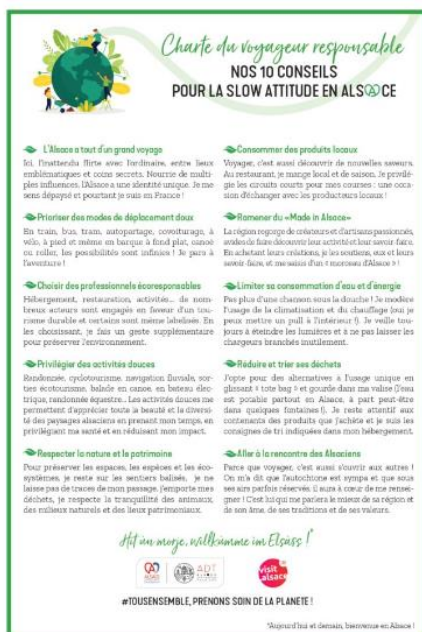 Charte du voyageur responsable
NOS 10 CONSEILS
POUR LA SLOW ATTITUDE EN ALSACE
L'Alsace a tout d'un grand voyage
Ici, l'inattendu flirte avec l'ordinaire, entre lieux
emblématiques et coins secrets. Nourrie de multi-
ples influences, l'Alsace a une identité unique. Je me
sens dépaysé et pourtant je suis en France !
Prioriser des modes de déplacement doux
En train, bus, tram, autopartage, covoiturage, à
vélo, à pied et même en barque à fond plat, canoë
ou roller, les possibilités sont infinies ! Je pars à
l'aventure !
Choisir des professionnels écoresponsables
Hébergement, restauration, activités... de nom-
breux acteurs sont engagés en faveur d'un tou-
risme durable et certains sont même labelisés. En
les choisissant, je fais un geste supplémentaire
pour préserver l'environnement.
Privilégier des activités douces
Randonnée, cyclotourisme, navigation fluviale, sor-
ties écotourisme, balade en canoe, en bateau élec-
trique, randonnée équestre... Les activités douces me
permettent d'apprécier toute la beauté et la diversi-
té des paysages alsaciens en prenant mon temps, en
privilégiant ma santé et en réduisant mon impact.
Respecter la nature et le patrimoine
Pour préserver les espaces, les espèces et les éco-
systèmes, je reste sur les sentiers balisés, je ne
laisse pas de traces de mon passage, j'emporte mes
déchets, je respecte la tranquilité des animaux,
des milieux naturels et des lieux patrimoniaux.
Consommer des produits locaux
Voyager, c'est aussi découvrir de nouvelles saveurs.
Au restaurant, je mange local et de saison. Je privilé-
gie les circuits courts pour mes courses : une occa-
sion d'échanger avec les producteurs locaux !
Ramener du «Made in Alsace»
La région regorge de créateurs et d'artisans passionnés,
avides de faire découvrir leur activité et leur savoir-faire.
En achetant leurs créations, je les soutiens, eux et leurs
savoir-faire, et me saisis d'un « morceau d'Alsace » !
Limiter sa consommation d'eau et d'énergie
Pas plus d'une chanson sous la douche ! Je modère
l'usage de la climatisation et du chauffage (oui je
peux mettre un pull à l'intérieur !). Je veille tou-
jours à éteindre les lumières et à ne pas laisser les
chargeurs branchés inutilement.
Réduire et trier ses déchets
J'opte pour des alternatives à l'usage unique en
glissant « tote bag » et gourde dans ma valise (l'eau
est potable partout en Alsace, à part peut-être
dans quelques fontaines !). Je reste attentif aux
contenants des produits que j'achète et je suis les
consignes de tri indiquées dans mon hébergement.
Aller à la rencontre des Alsaciens
Parce que voyager, c'est aussi s'ouvrir aux autres !
On m'a dit que l'autochtone est sympa et que sous
ses airs parfois réservés, il aura à cœur de me rensei-
gner ! C'est lui qui me parlera le mieux de sa région et
de son âme, de ses traditions et de ses valeurs.
Hit un morje, willkumme im Elsàss !*
ALSACE
ADT
visit
alsace
#TOUSENSEMBLE, PRENONS SOIN DE LA PLANETE !
*Aujourd'hui et demain, bienvenue en Alsace !